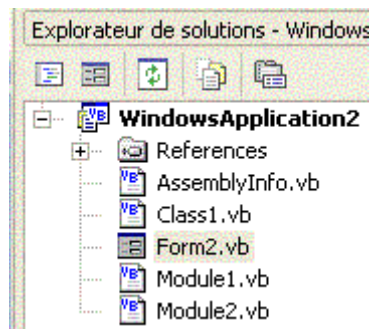 Explorateur de solutions - Windows
WindowsApplication2
References
AssemblyInfo.vb
Class1.vb
Form2.vb
Module1.vb
Module2.vb